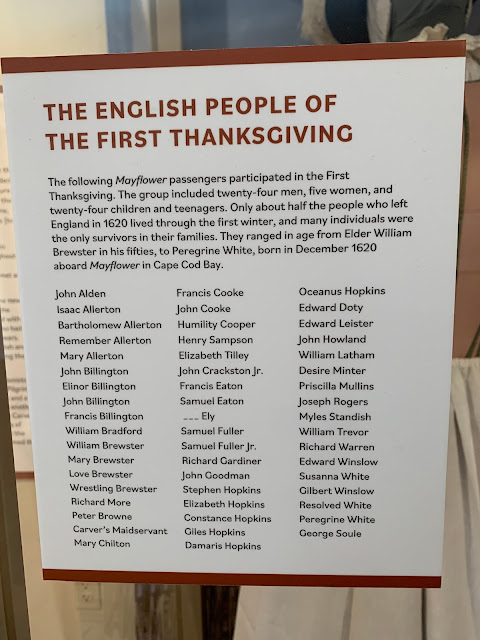 THE ENGLISH PEOPLE OF
THE FIRST THANKSGIVING
The following Mayflower passengers participated in the First
Thanksgiving. The group included twenty-four men, five women, and
twenty-four children and teenagers. Only about half the people who left
England in 1620 lived through the first winter, and many individuals were
the only survivors in their families. They ranged in age from Elder William
Brewster in his fifties, to Peregrine White, born in December 1620
aboard Mayflower in Cape Cod Bay.
John Alden
Isaac Allerton
Bartholomew Allerton
Remember Allerton
Mary Allerton
John Billington
Elinor Billington
John Billington
Francis Billington
William Bradford
William Brewster
Mary Brewster
Love Brewster
Wrestling Brewster
Richard More
Peter Browne
Carver's Maidservant
Mary Chilton
Francis Cooke
John Cooke
Humility Cooper
Henry Sampson
Elizabeth Tilley
John Crackston Jr.
Francis Eaton
Samuel Eaton
___ Ely
Samuel Fuller
Samuel Fuller Jr.
Richard Gardiner
John Goodman
Stephen Hopkins
Elizabeth Hopkins
Constance Hopkins
Giles Hopkins
Damaris Hopkins
Oceanus Hopkins
Edward Doty
Edward Leister
John Howland
William Latham
Desire Minter
Priscilla Mullins
Joseph Rogers
Myles Standish
William Trevor
Richard Warren
Edward Winslow
Susanna White
Gilbert Winslow
Resolved White
Peregrine White
George Soule